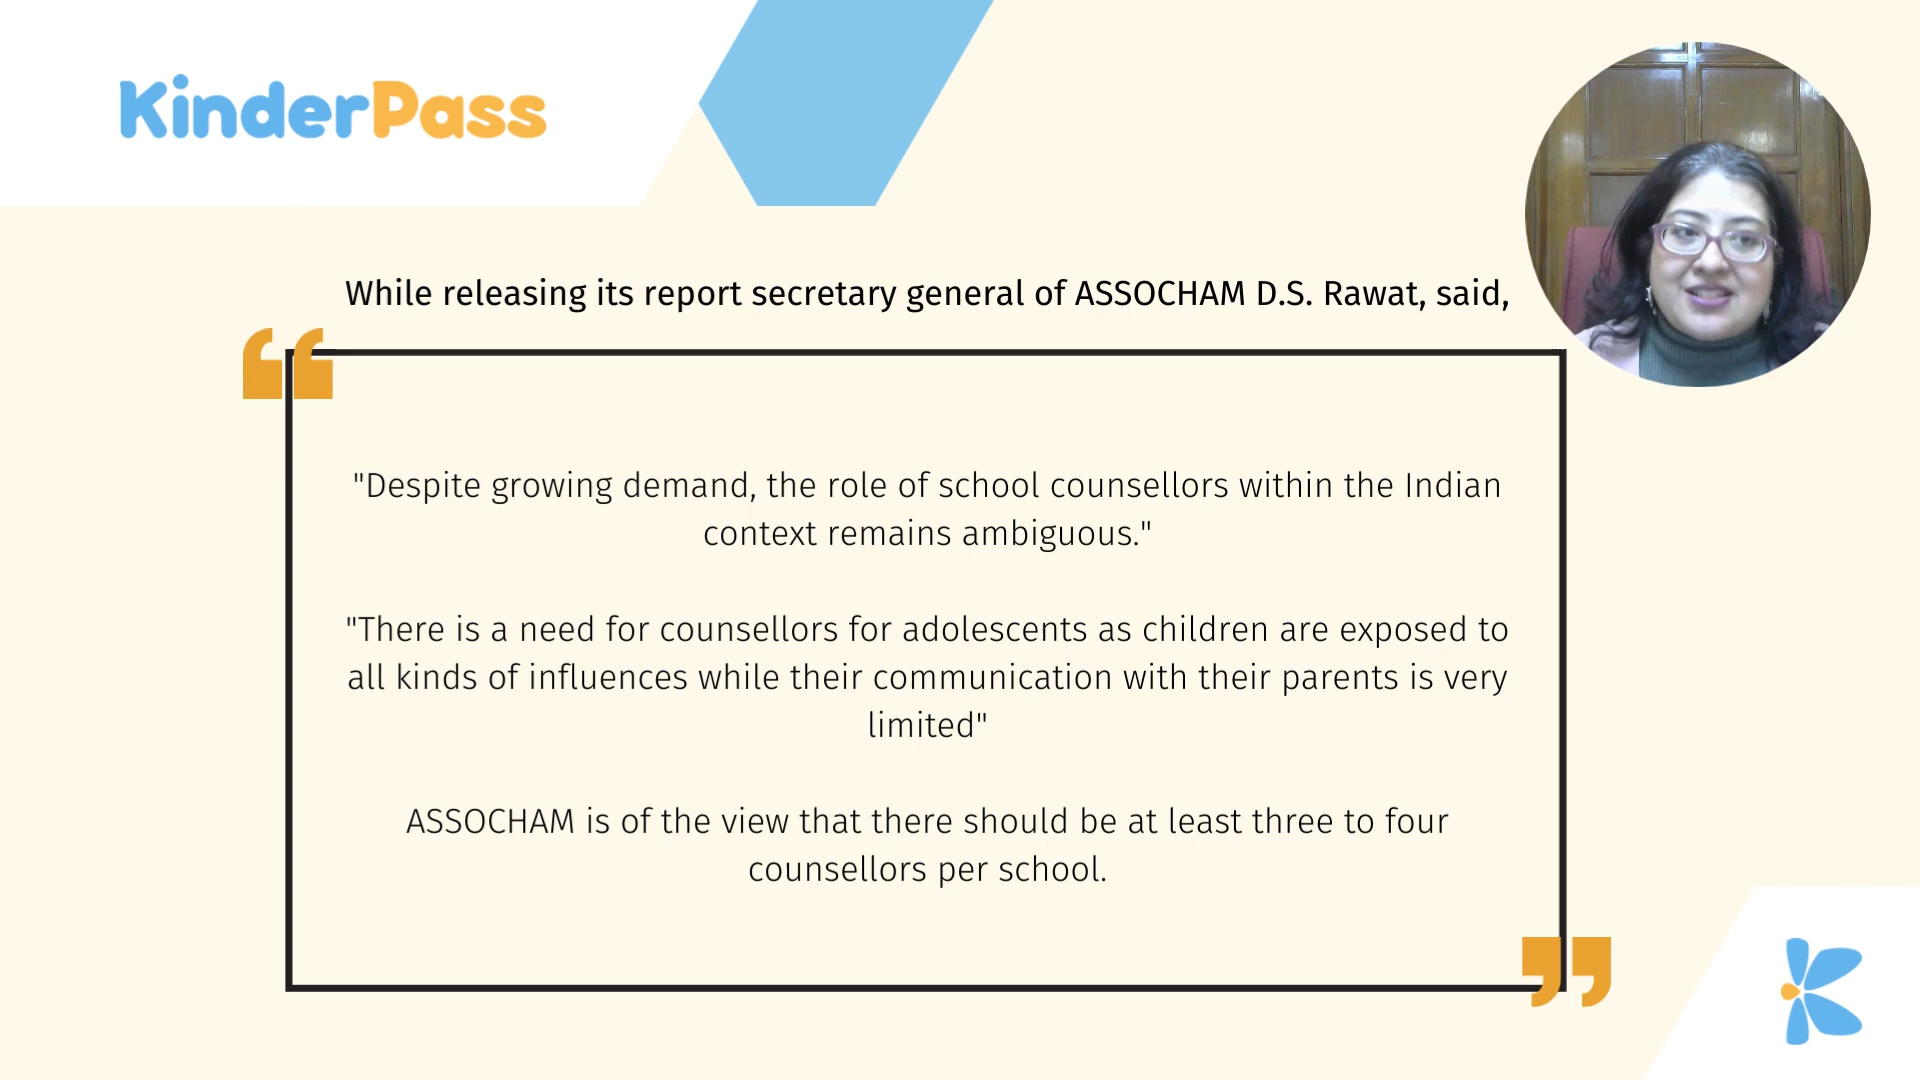 KinderPass
While releasing its report secretary general of ASSOCHAM D.S. Rawat, said,
"Despite growing demand, the role of school counsellors within the Indian
context remains ambiguous."
"There is a need for counsellors for adolescents as children are exposed to
all kinds of influences while their communication with their parents is very
limited"
ASSOCHAM is of the view that there should be at least three to four
counsellors per school.